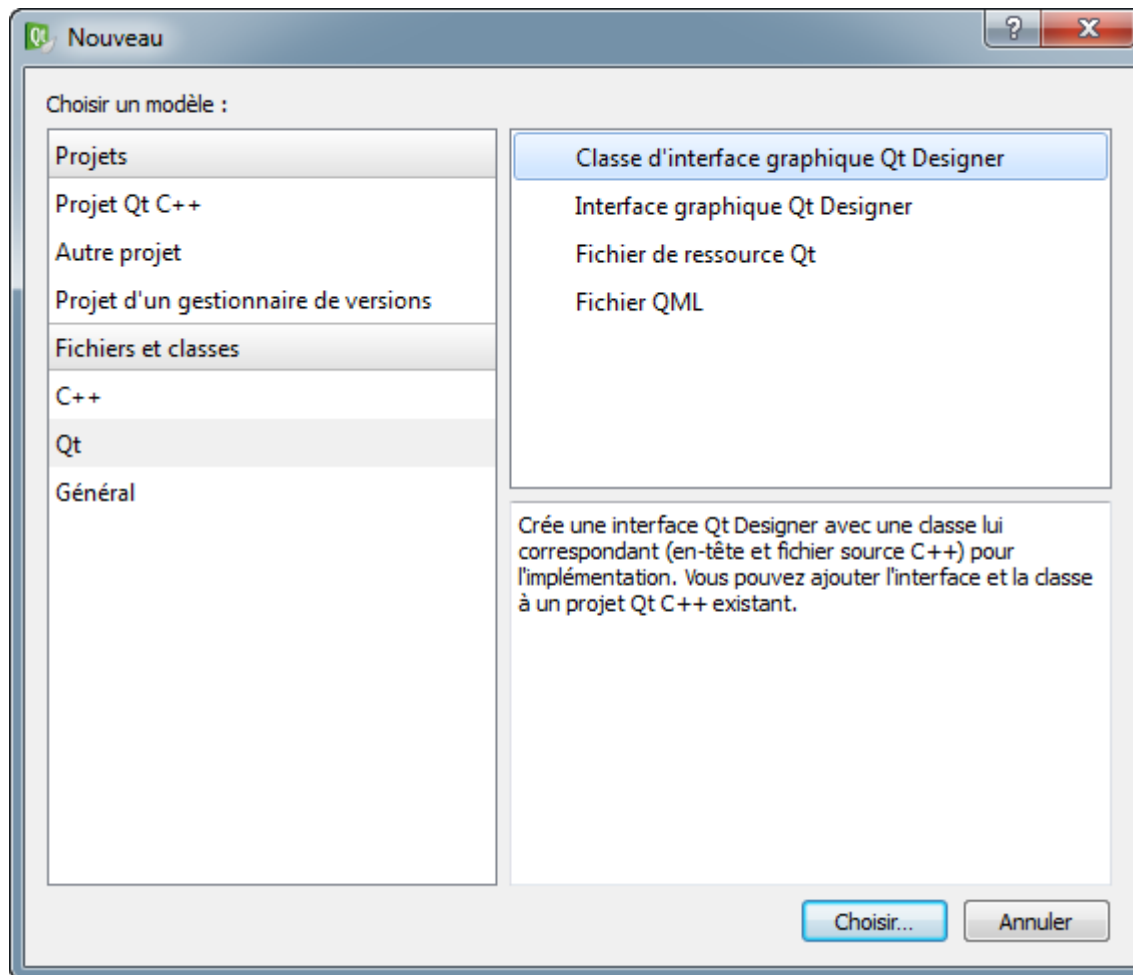 Nouveau
Choisir un modèle :
Projets
Projet Qt C++
Autre projet
Projet d'un gestionnaire de versions
Fichiers et classes
C++
Qt
Général
Classe d'interface graphique Qt Designer
Interface graphique Qt Designer
Fichier de ressource Qt
Fichier QML
Crée une interface Qt Designer avec une classe lui
correspondant (en-tête et fichier source C++) pour
l'implémentation. Vous pouvez ajouter l'interface et la classe
à un projet Qt C++ existant.
Choisir...
Annuler